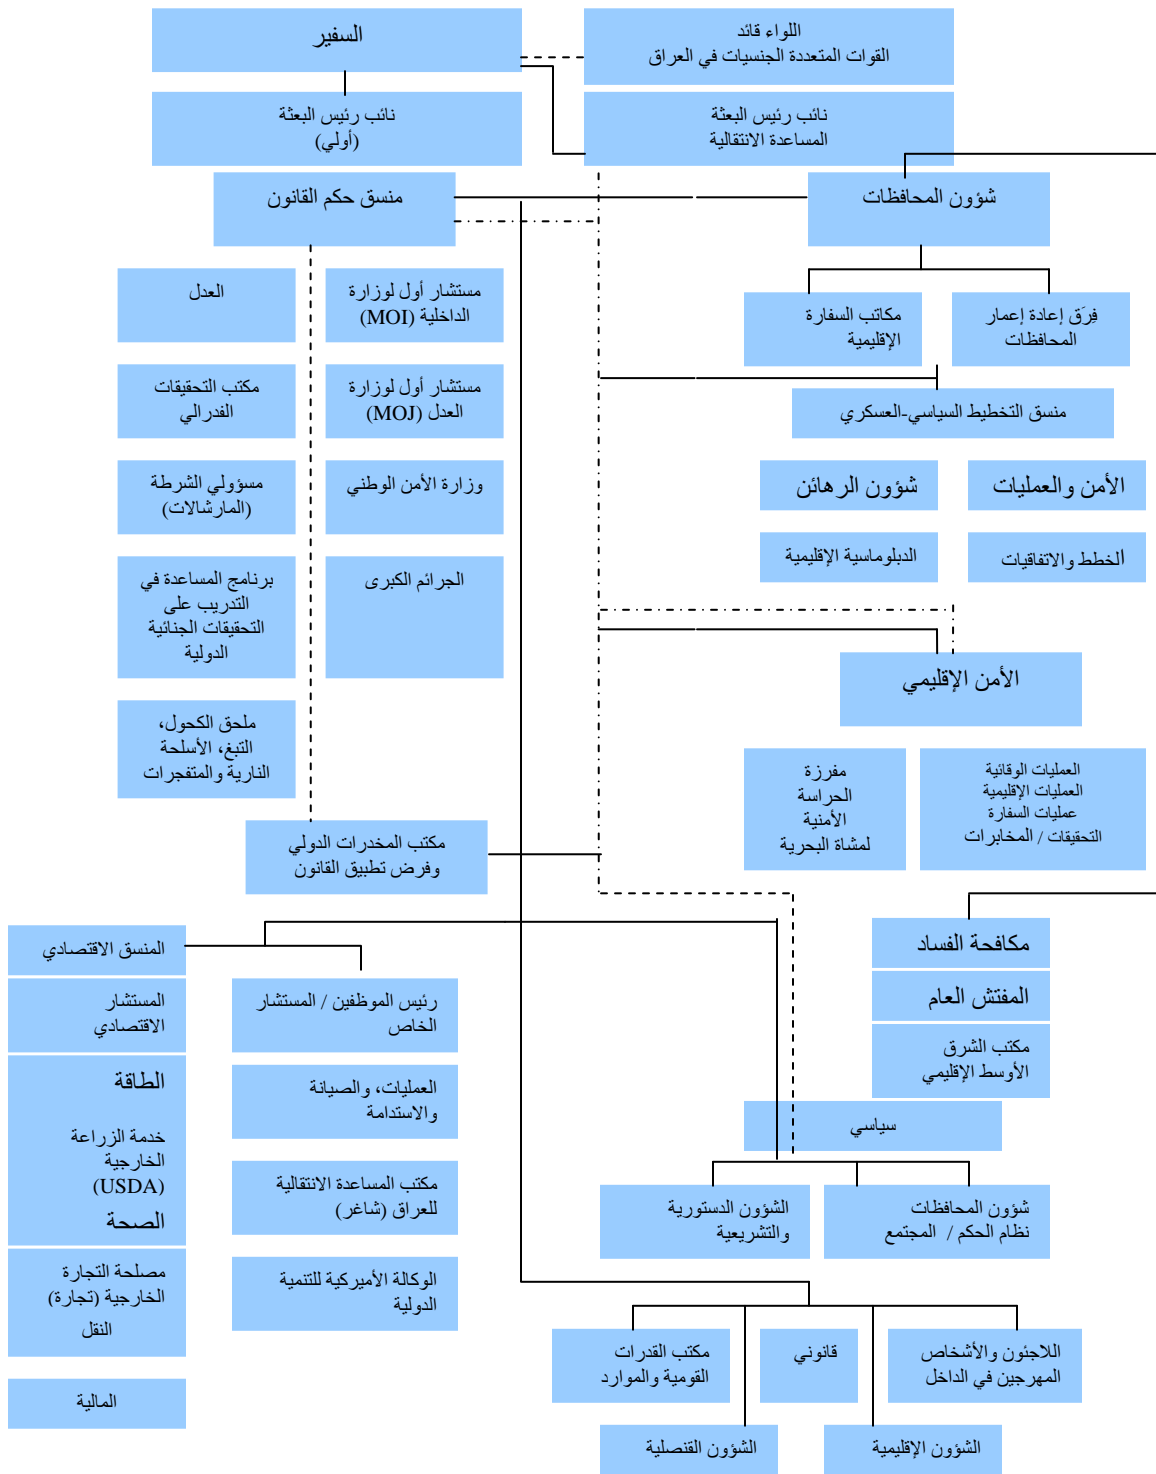 السفير
اللواء قائد
القوات المتعددة الجنسيات في العراق
نائب رئيس البعثة
(أولي)
نائب رئيس البعثة
المساعدة الانتقالية
منسق حكم القانون
شؤون المحافظات
العدل
مستشار أول لوزارة
الداخلية (MOI)
مكاتب السفارة
الإقليمية
فِرَق إعادة إعمار
المحافظات
مكتب التحقيقات
الفدرالي
مستشار أول لوزارة
العدل (MOJ)
منسق التخطيط السياسي-العسكري
مسؤولي الشرطة
(المارشالات)
وزارة الأمن الوطني
شؤون الرهائن
الأمن والعمليات
الدبلوماسية الإقليمية
الخطط والاتفاقيات
برنامج المساعدة في
التدريب على
التحقيقات الجنائية
الدولية
الجرائم الكبرى
الأمن الإقليمي
ملحق الكحول،
التبغ، الأسلحة
النارية والمتفجرات
مفرزة
الحراسة
الأمنية
لمشاة البحرية
العمليات الوقائية
العمليات الإقليمية
عمليات السفارة
التحقيقات / المخابرات
مكتب المخدرات الدولي
وفرض تطبيق القانون
مكافحة الفساد
المفتش العام
مكتب الشرق
الأوسط الإقليمي
المنسق الاقتصادي
المستشار
الاقتصادي
رئيس الموظفين / المستشار
الخاص
الطاقة
خدمة الزراعة
الخارجية
(USDA)
الصحة
العمليات، والصيانة
والاستدامة
سياسي
مكتب المساعدة الانتقالية
للعراق (شاغر)
الشؤون الدستورية
والتشريعية
شؤون المحافظات
نظام الحكم / المجتمع
مصلحة التجارة
الخارجية (تجارة)
النقل
الوكالة الأميركية للتنمية
الدولية
المالية
مكتب القدرات
القومية والموارد
قانوني
اللاجئون والأشخاص
المهرجين في الداخل
الشؤون القنصلية
الشؤون الإقليمية